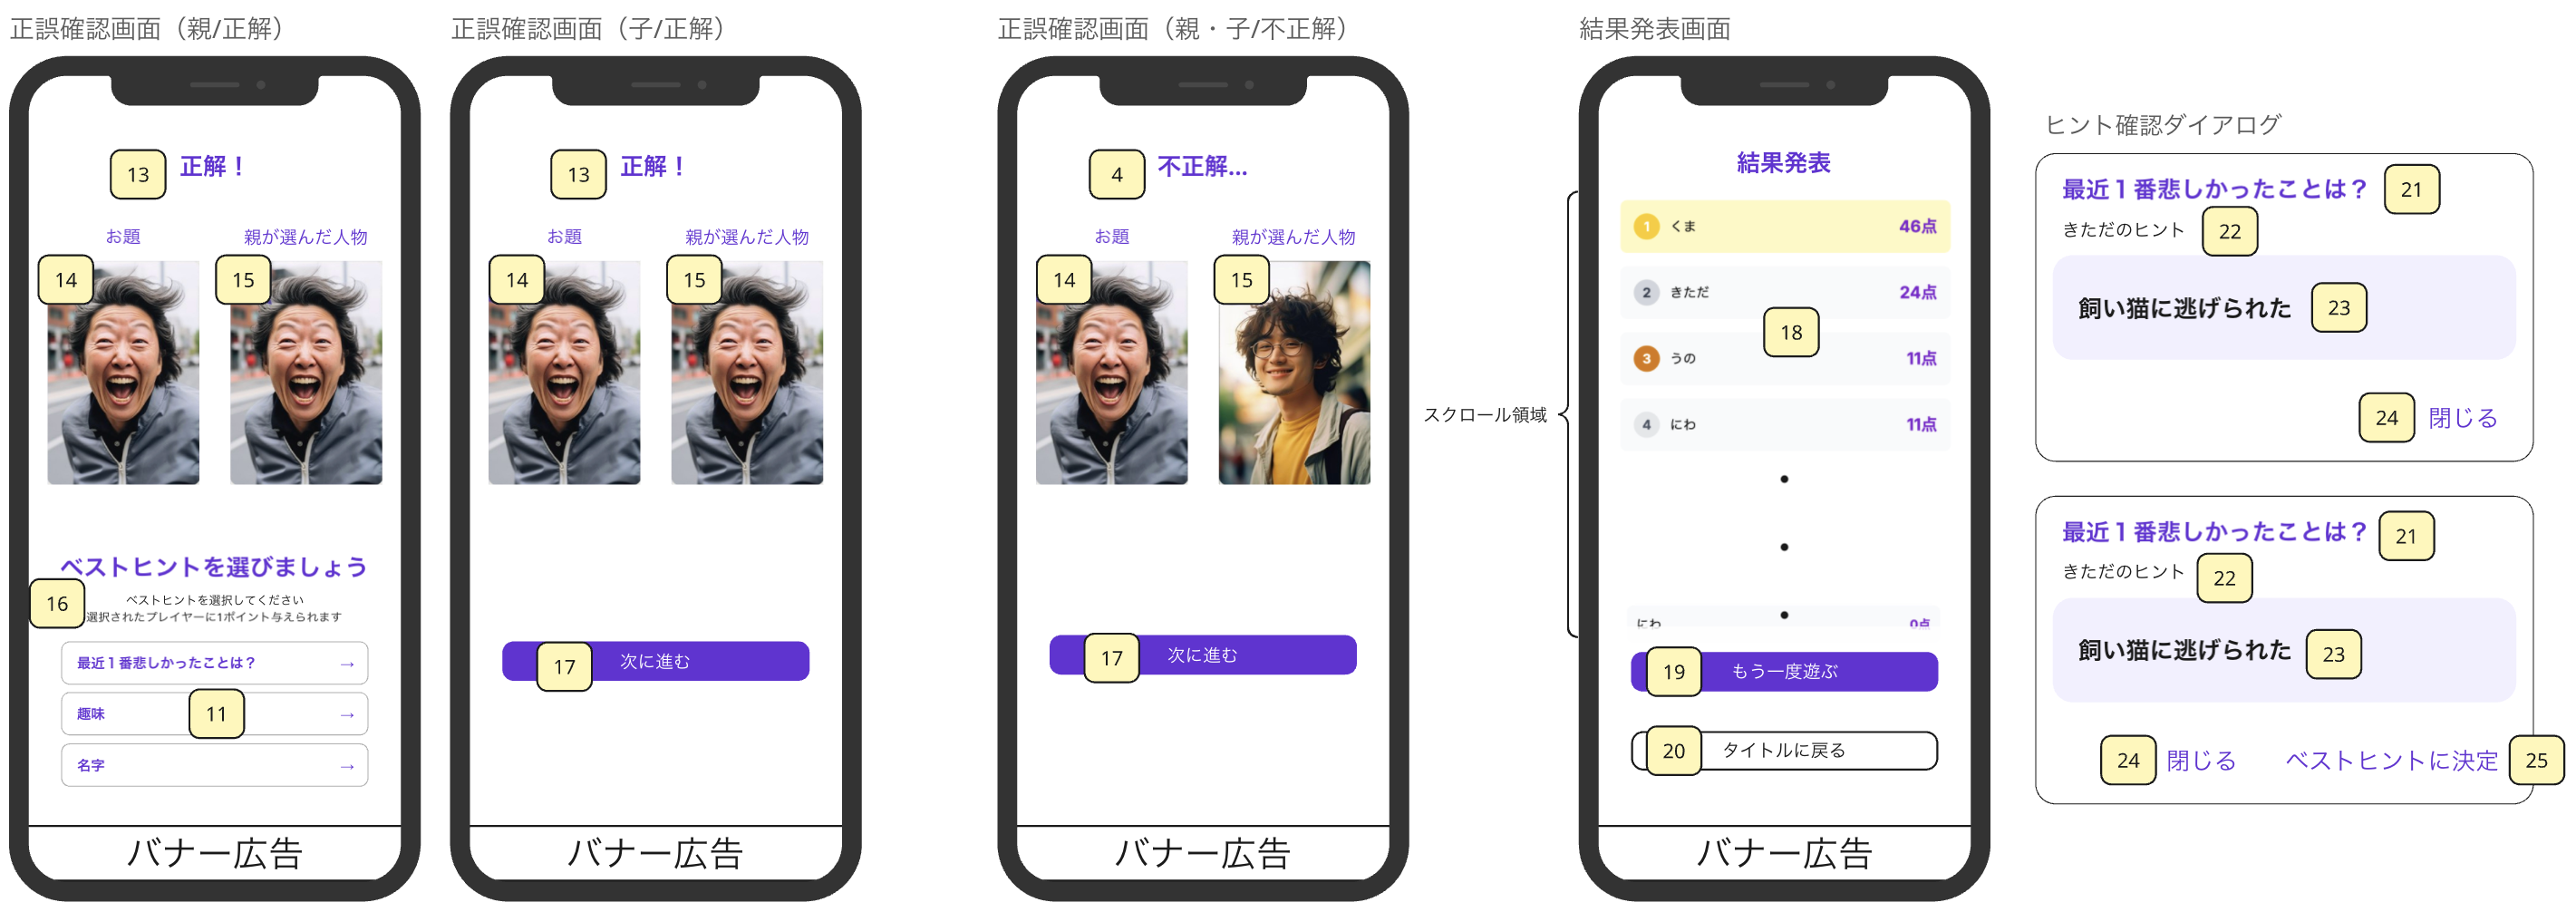 正誤確認画面（親/正解）
13
正解！
お題
親が選んだ人物
14
15
ベストヒントを選びましょう
16
ベストヒントを選択してください
選択されたプレイヤーに1ポイント与えられます
最近１番悲しかったことは？ →
趣味
11
→
名字 →
バナー広告
正誤確認画面（子/正解）
13
正解！
お題
親が選んだ人物
14
15
17
次に進む
バナー広告
正誤確認画面（親・子/不正解）
4
不正解...
お題
親が選んだ人物
14
15
17
次に進む
バナー広告
スクロール領域
結果発表画面
結果発表
1 くま 46点
2 きただ 24点
18
3 うの 11点
4 にわ 11点
にわ 0点
19
もう一度遊ぶ
20
タイトルに戻る
バナー広告
ヒント確認ダイアログ
最近１番悲しかったことは？
21
きただのヒント
22
飼い猫に逃げられた
23
24
閉じる
最近１番悲しかったことは？
21
きただのヒント
22
飼い猫に逃げられた
23
24
閉じる
ベストヒントに決定
25